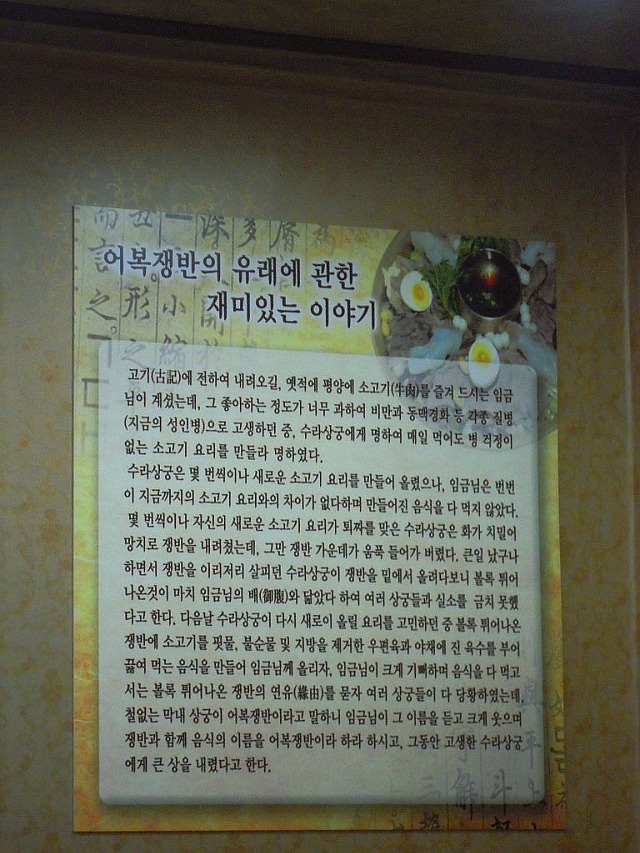 어복쟁반의 유래에 관한
재미있는 이야기
고기(古記)에 전하여 내려오길, 옛적에 평양에 소고기(牛肉)를 즐겨 드시는 임금
님이 계셨는데, 그 좋아하는 정도가 너무 과하여 비만과 동맥경화 등 각종 질병
(지금의 성인병)으로 고생하던 중, 수라상궁에게 명하여 매일 먹어도 병 걱정이
없는 소고기 요리를 만들라 명하였다.
수라상궁은 몇 번씩이나 새로운 소고기 요리를 만들어 올렸으나, 임금님은 번번
이 지금까지의 소고기 요리와의 차이가 없다하며 만들어진 음식을 다 먹지 않았다.
몇 번씩이나 자신의 새로운 소고기 요리가 퇴짜를 맞은 수라상궁은 화가 치밀어
망치로 쟁반을 내려쳤는데, 그만 쟁반 가운데가 움푹 들어가 버렸다. 큰일 났구나
하면서 쟁반을 이리저리 살피던 수라상궁이 쟁반을 밑에서 올려다보니 볼록 튀어
나온것이 마치 임금님의 배(御腹)와 닮았다 하여 여러 상궁들과 실소를 금치 못했
다고 한다. 다음날 수라상궁이 다시 새로이 올릴 요리를 고민하던 중 볼록 튀어나온
쟁반에 소고기를 핏물, 불순물 및 지방을 제거한 우편육과 야채에 진 육수를 부어
끓여 먹는 음식을 만들어 임금님께 올리자, 임금님이 크게 기뻐하며 음식을 다 먹고
서는 볼록 튀어나온 쟁반의 연유(緣由)를 묻자 여러 상궁들이 다 당황하였는데,
철없는 막내 상궁이 어복쟁반이라고 말하니 임금님이 그 이름을 듣고 크게 웃으며
쟁반과 함께 음식의 이름을 어복쟁반이라 하라 하시고, 그동안 고생한 수라상궁
에게 큰 상을 내렸다고 한다.